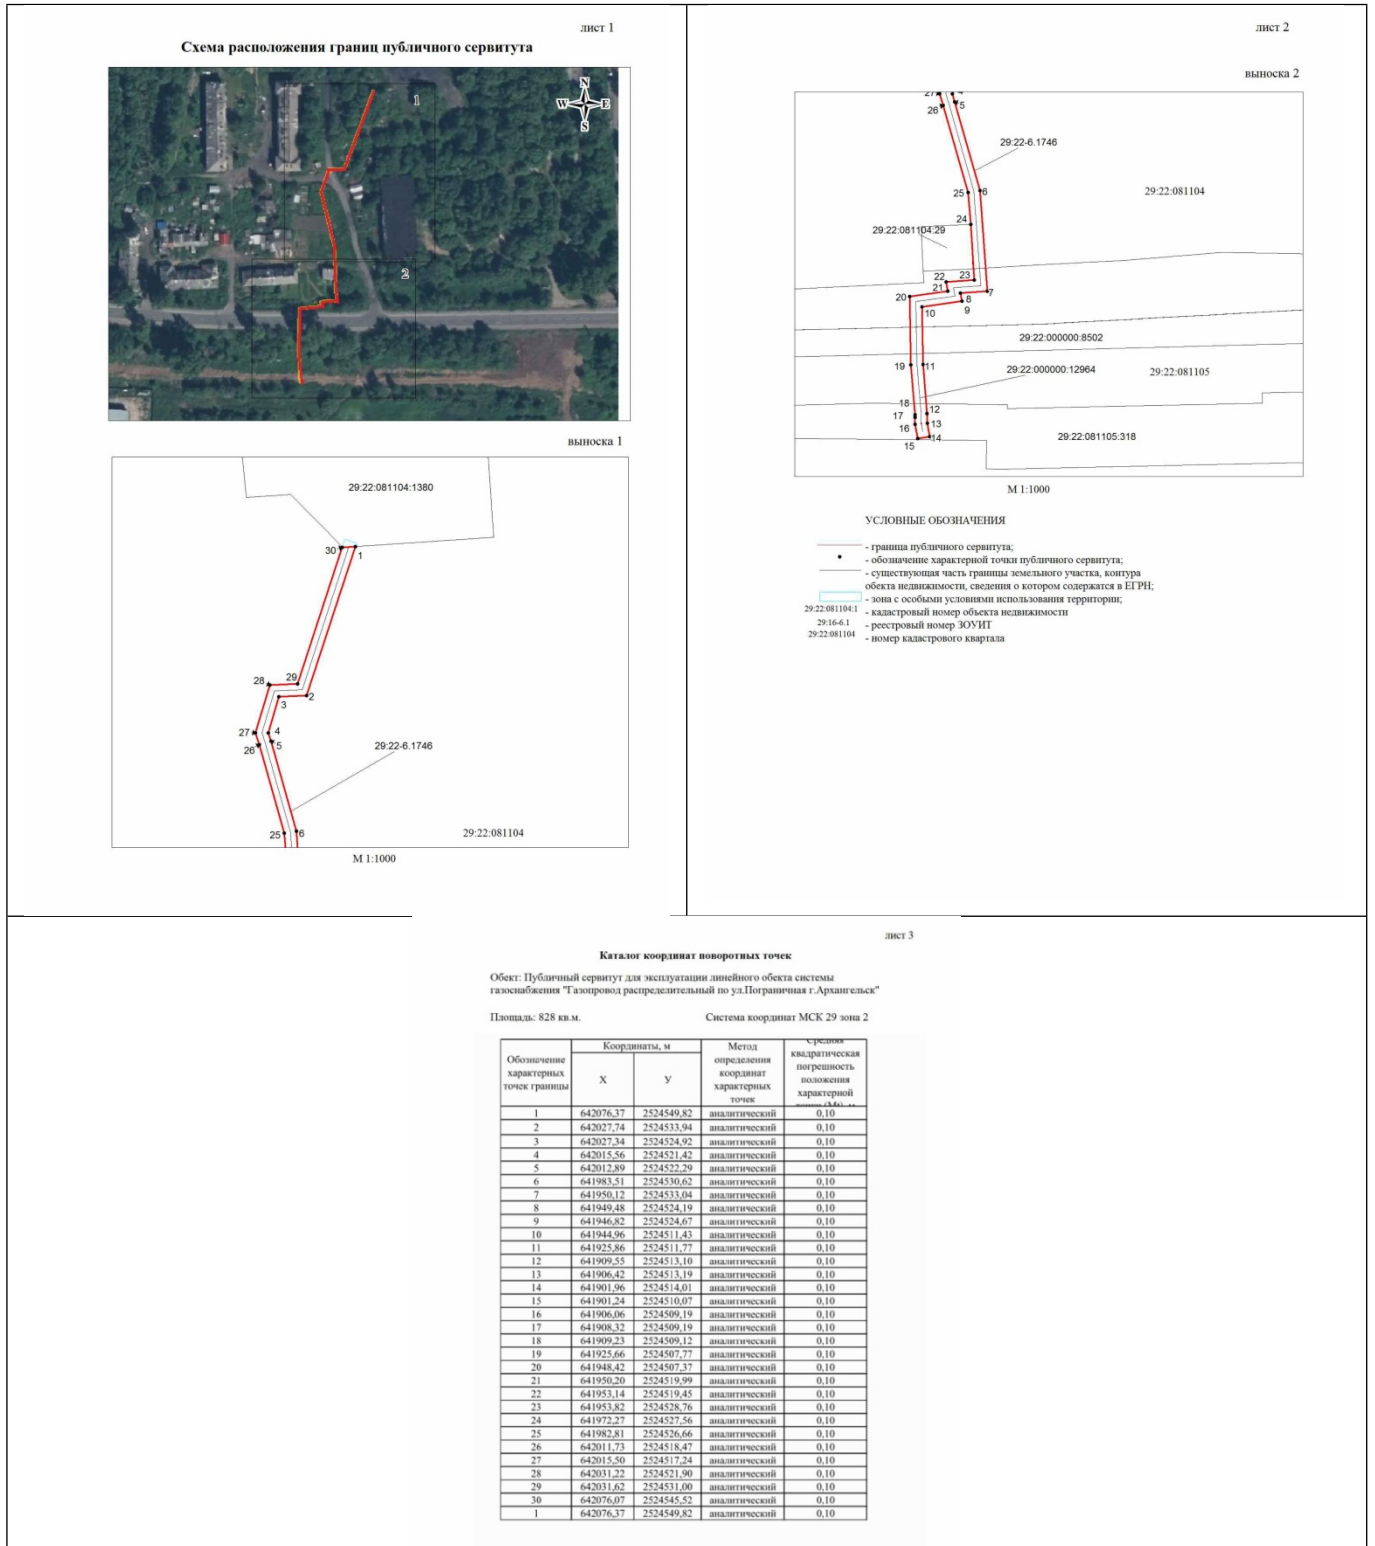 лист 1
Схема расположения границ публичного сервитута
N
W E
S
1
2
выноска 1
29:22:081104:1380
30
1
28
29
3
2
27
4
26
5
29:22-6.1746
25
6
29:22:081104
М 1:1000
лист 2
выноска 2
27
4
26
5
29:22-6.1746
25
6
29:22:081104
24
29:22:081104:29
22
23
21
7
20
8
10
9
29:22:000000:8502
19
11
29:22:000000:12964
29:22:081105
18
17
12
16
13
15
14
29:22:081105:318
М 1:1000
УСЛОВНЫЕ ОБОЗНАЧЕНИЯ
- граница публичного сервитута;
- обозначение характерной точки публичного сервитута;
- существующая часть границы земельного участка, контура
обекта недвижимости, сведения о котором содержатся в ЕГРН;
- зона с особыми условиями использования территории;
29:22:081104:1 - кадастровый номер объекта недвижимости
29:16-6.1 - реестровый номер ЗОУИТ
29:22:081104 - номер кадастрового квартала
лист 3
Каталог координат поворотных точек
Обект: Публичный сервитут для эксплуатации линейного обекта системы
газоснабжения "Газопровод распределительный по ул.Пограничная г.Архангельск"
Площадь: 828 кв.м. Система координат МСК 29 зона 2
Обозначение характерных точек границы
Координаты, м
Х У
Метод определения координат характерных точек
Средняя квадратическая погрешность положения характерной
1 642076,37 2524549,82 аналитический 0,10
2 642027,74 2524533,94 аналитический 0,10
3 642027,34 2524524,92 аналитический 0,10
4 642015,56 2524521,42 аналитический 0,10
5 642012,89 2524522,29 аналитический 0,10
6 641983,51 2524530,62 аналитический 0,10
7 641950,12 2524533,04 аналитический 0,10
8 641949,48 2524524,19 аналитический 0,10
9 641946,82 2524524,67 аналитический 0,10
10 641944,96 2524511,43 аналитический 0,10
11 641925,86 2524511,77 аналитический 0,10
12 641909,55 2524513,10 аналитический 0,10
13 641906,42 2524513,19 аналитический 0,10
14 641901,96 2524514,01 аналитический 0,10
15 641901,24 2524510,07 аналитический 0,10
16 641906,06 2524509,19 аналитический 0,10
17 641908,32 2524509,19 аналитический 0,10
18 641909,23 2524509,12 аналитический 0,10
19 641925,66 2524507,77 аналитический 0,10
20 641948,42 2524507,37 аналитический 0,10
21 641950,20 2524519,99 аналитический 0,10
22 641953,14 2524519,45 аналитический 0,10
23 641953,82 2524528,76 аналитический 0,10
24 641972,27 2524527,56 аналитический 0,10
25 641982,81 2524526,66 аналитический 0,10
26 642011,73 2524518,47 аналитический 0,10
27 642015,50 2524517,24 аналитический 0,10
28 642031,22 2524521,90 аналитический 0,10
29 642031,62 2524531,00 аналитический 0,10
30 642076,07 2524545,52 аналитический 0,10
1 642076,37 2524549,82 аналитический 0,10